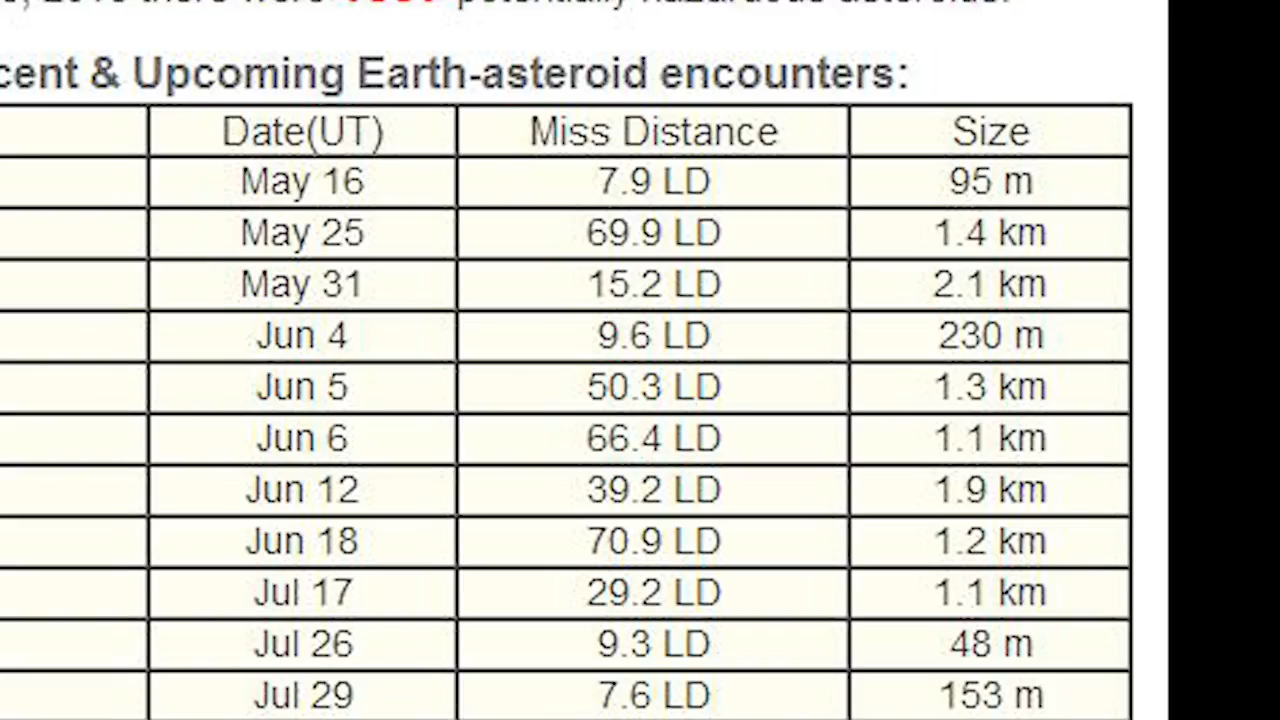 potentially hazardous asteroids.
cent & Upcoming Earth-asteroid encounters:
Date(UT) Miss Distance Size
May 16 7.9 LD 95 m
May 25 69.9 LD 1.4 km
May 31 15.2 LD 2.1 km
Jun 4 9.6 LD 230 m
Jun 5 50.3 LD 1.3 km
Jun 6 66.4 LD 1.1 km
Jun 12 39.2 LD 1.9 km
Jun 18 70.9 LD 1.2 km
Jul 17 29.2 LD 1.1 km
Jul 26 9.3 LD 48 m
Jul 29 7.6 LD 153 m